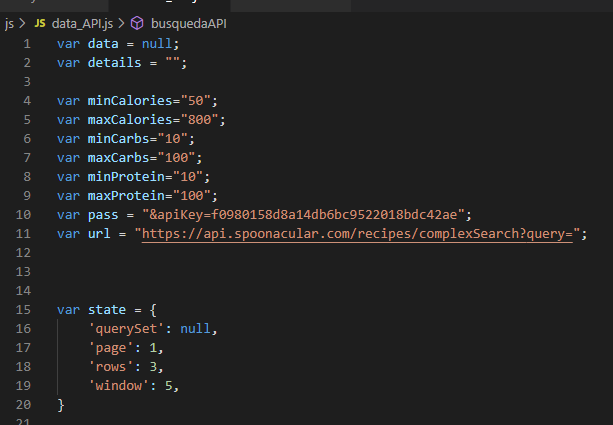 js > JS data_API.js > busquedaAPI
1 var data = null;
2 var details = "";
3
4 var minCalories="50";
5 var maxCalories="800";
6 var minCarbs="10";
7 var maxCarbs="100";
8 var minProtein="10";
9 var maxProtein="100";
10 var pass = "&apiKey=f0980158d8a14db6bc9522018bdc42ae";
11 var url = "https://api.spoonacular.com/recipes/complexSearch?query=";
12
13
14
15 var state = {
16     'querySet': null,
17     'page': 1,
18     'rows': 3,
19     'window': 5,
20 }
21